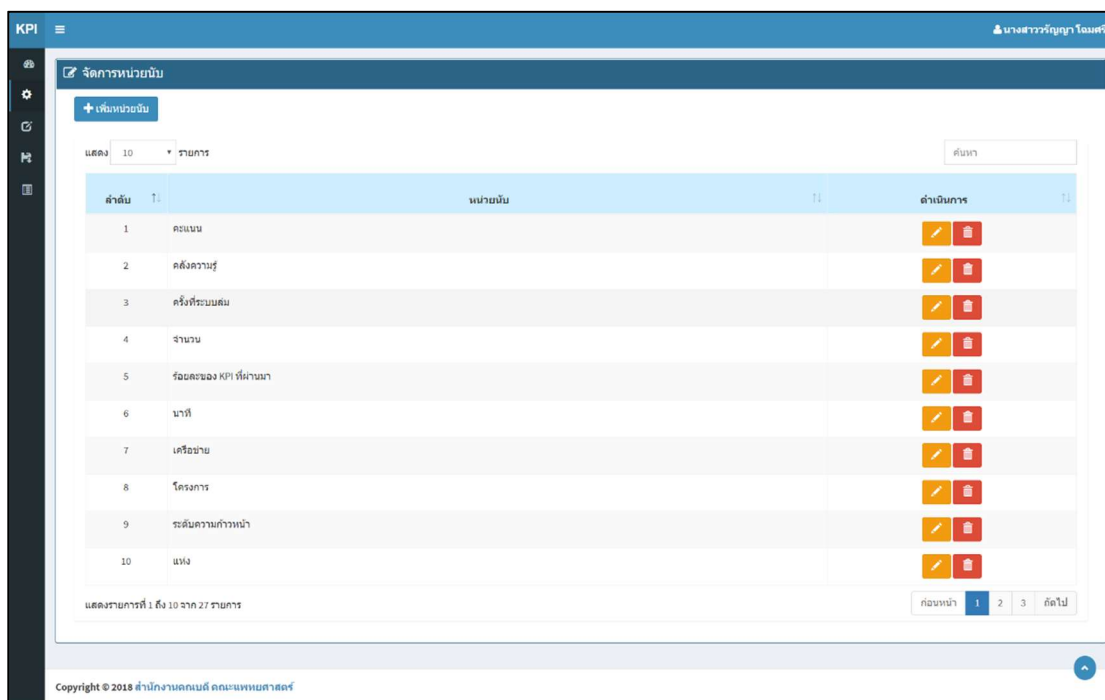 KPI
นางสาววรัญญา โฉมศรี
จัดการหน่วยนับ
เพิ่มหน่วยนับ
แสดง 10 รายการ
ค้นหา
ลำดับ หน่วยนับ ดำเนินการ
1 คะแนน
2 คลังความรู้
3 ครั้งที่ระบบล่ม
4 จำนวน
5 ร้อยละของ KPI ที่ผ่านมา
6 นาที
7 เครือข่าย
8 โครงการ
9 ระดับความก้าวหน้า
10 แห่ง
แสดงรายการที่ 1 ถึง 10 จาก 27 รายการ
ก่อนหน้า 1 2 3 ถัดไป
Copyright © 2018 สำนักงานคณบดี คณะแพทยศาสตร์